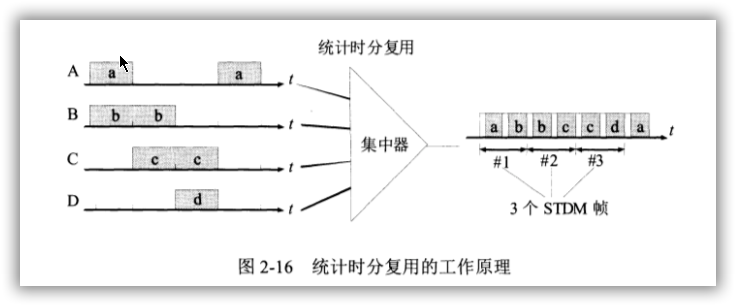 统计时分复用
A a a t
B b b t
C c c t
D d t
集中器
a b b c c d a t
#1 #2 #3
3 个 STDM 帧
图 2-16 统计时分复用的工作原理